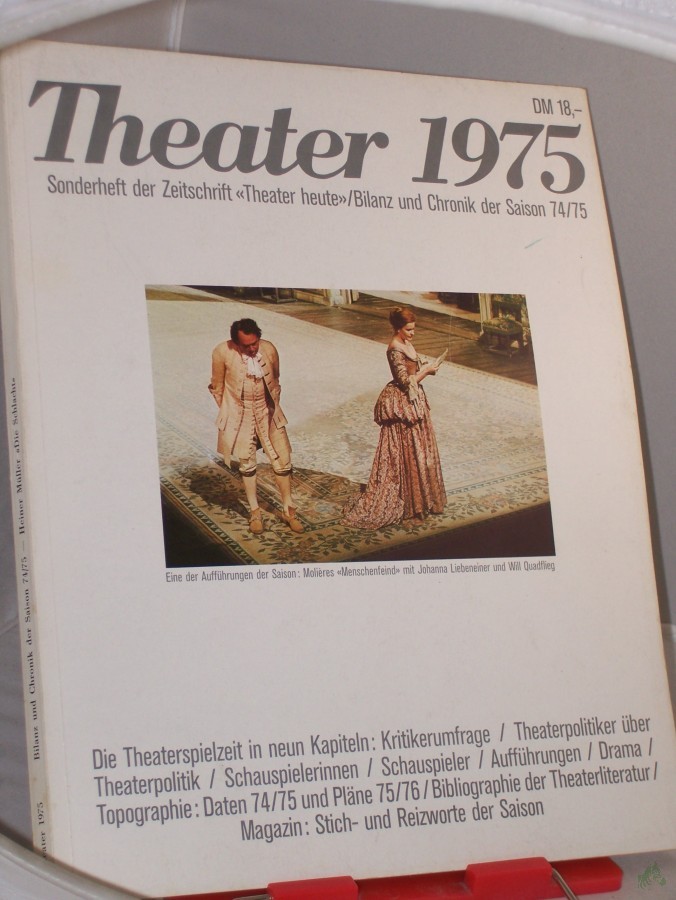 DM 18,–
Theater 1975
Sonderheft der Zeitschrift «Theater heute»/Bilanz und Chronik der Saison 74/75
Eine der Aufführungen der Saison: Molières «Menschenfeind» mit Johanna Liebeneiner und Will Quadflieg
Die Theaterspielzeit in neun Kapiteln: Kritikerumfrage / Theaterpolitiker über
Theaterpolitik / Schauspielerinnen / Schauspieler / Aufführungen / Drama /
Topographie: Daten 74/75 und Pläne 75/76 / Bibliographie der Theaterliteratur /
Magazin: Stich- und Reizworte der Saison
eater 1975 Bilanz und Chronik der Saison 74/75 — Heiner Müller «Die Schlacht»